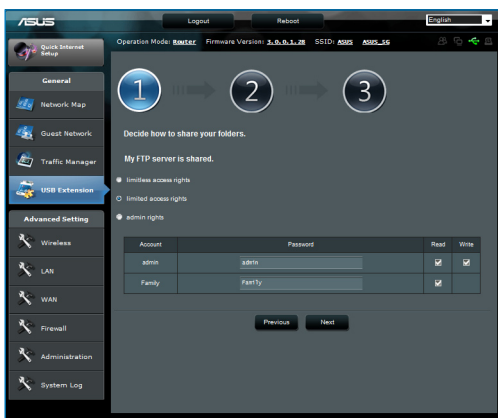 ASUS
Logout Reboot English
Quick Internet Setup
Operation Mode: Router Firmware Version: 3.0.0.1.28 SSID: ASUS ASUS_5G
General
Network Map
Guest Network
Traffic Manager
USB Extension
Advanced Setting
Wireless
LAN
WAN
Firewall
Administration
System Log
1 2 3
Decide how to share your folders.
My FTP server is shared.
limitless access rights
limited access rights
admin rights
Account Password Read Write
admin admin
Family Family
Previous Next